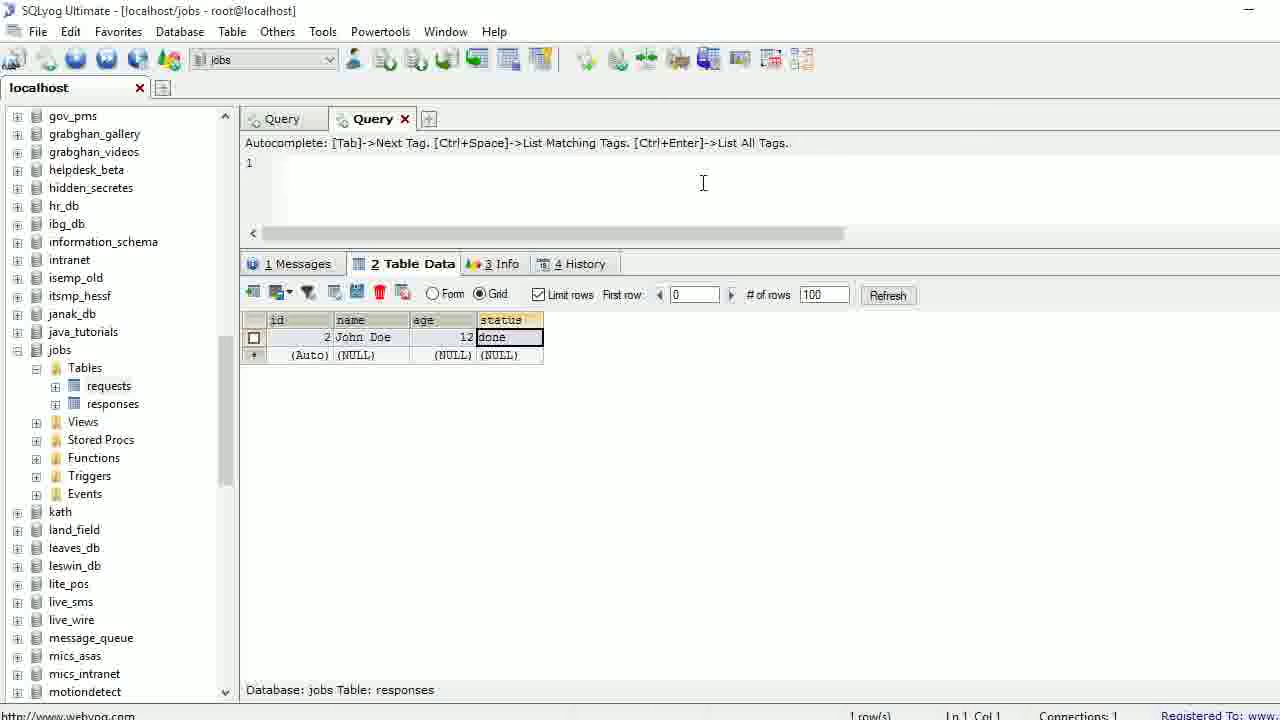 SQLyog Ultimate - [localhost/jobs - root@localhost]
File Edit Favorites Database Table Others Tools Powertools Window Help
jobs
localhost
gov_pms
grabghan_gallery
grabghan_videos
helpdesk_beta
hidden_secretes
hr_db
ibg_db
information_schema
intranet
isemp_old
itsmp_hessf
janak_db
java_tutorials
jobs
Tables
requests
responses
Views
Stored Procs
Functions
Triggers
Events
kath
land_field
leaves_db
leswin_db
lite_pos
live_sms
live_wire
message_queue
mics_asas
mics_intranet
motiondetect
Query Query
Autocomplete: [Tab]->Next Tag. [Ctrl+Space]->List Matching Tags. [Ctrl+Enter]->List All Tags.
1
1 Messages 2 Table Data 3 Info 4 History
Form Grid Limit rows First row: 0 # of rows 100 Refresh
id name age status
2 John Doe 12 done
* (Auto) (NULL) (NULL) (NULL)
Database: jobs Table: responses
http://www.webyog.com 1 row(s) Ln 1, Col 1 Connections: 1 Registered To: www.